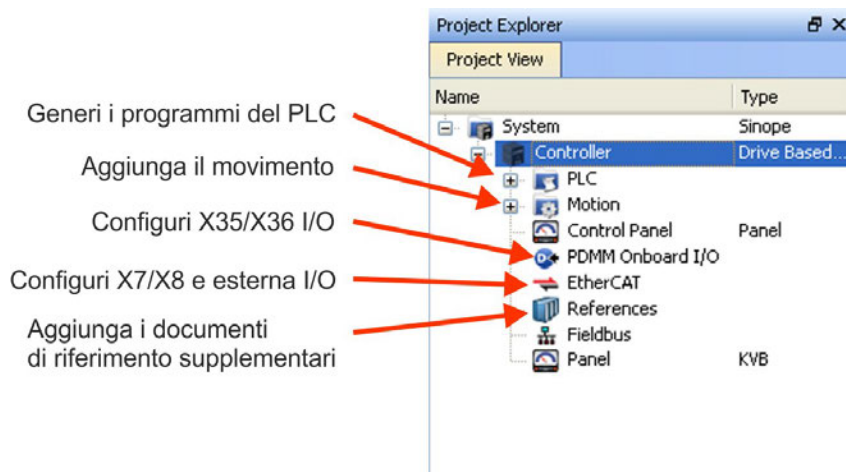 Project Explorer
Project View
Name Type
System Sinope
Controller Drive Based...
PLC
Motion
Control Panel Panel
PDMM Onboard I/O
EtherCAT
References
Fieldbus
Panel KVB
Generi i programmi del PLC
Aggiunga il movimento
Configuri X35/X36 I/O
Configuri X7/X8 e esterna I/O
Aggiunga i documenti
di riferimento supplementari